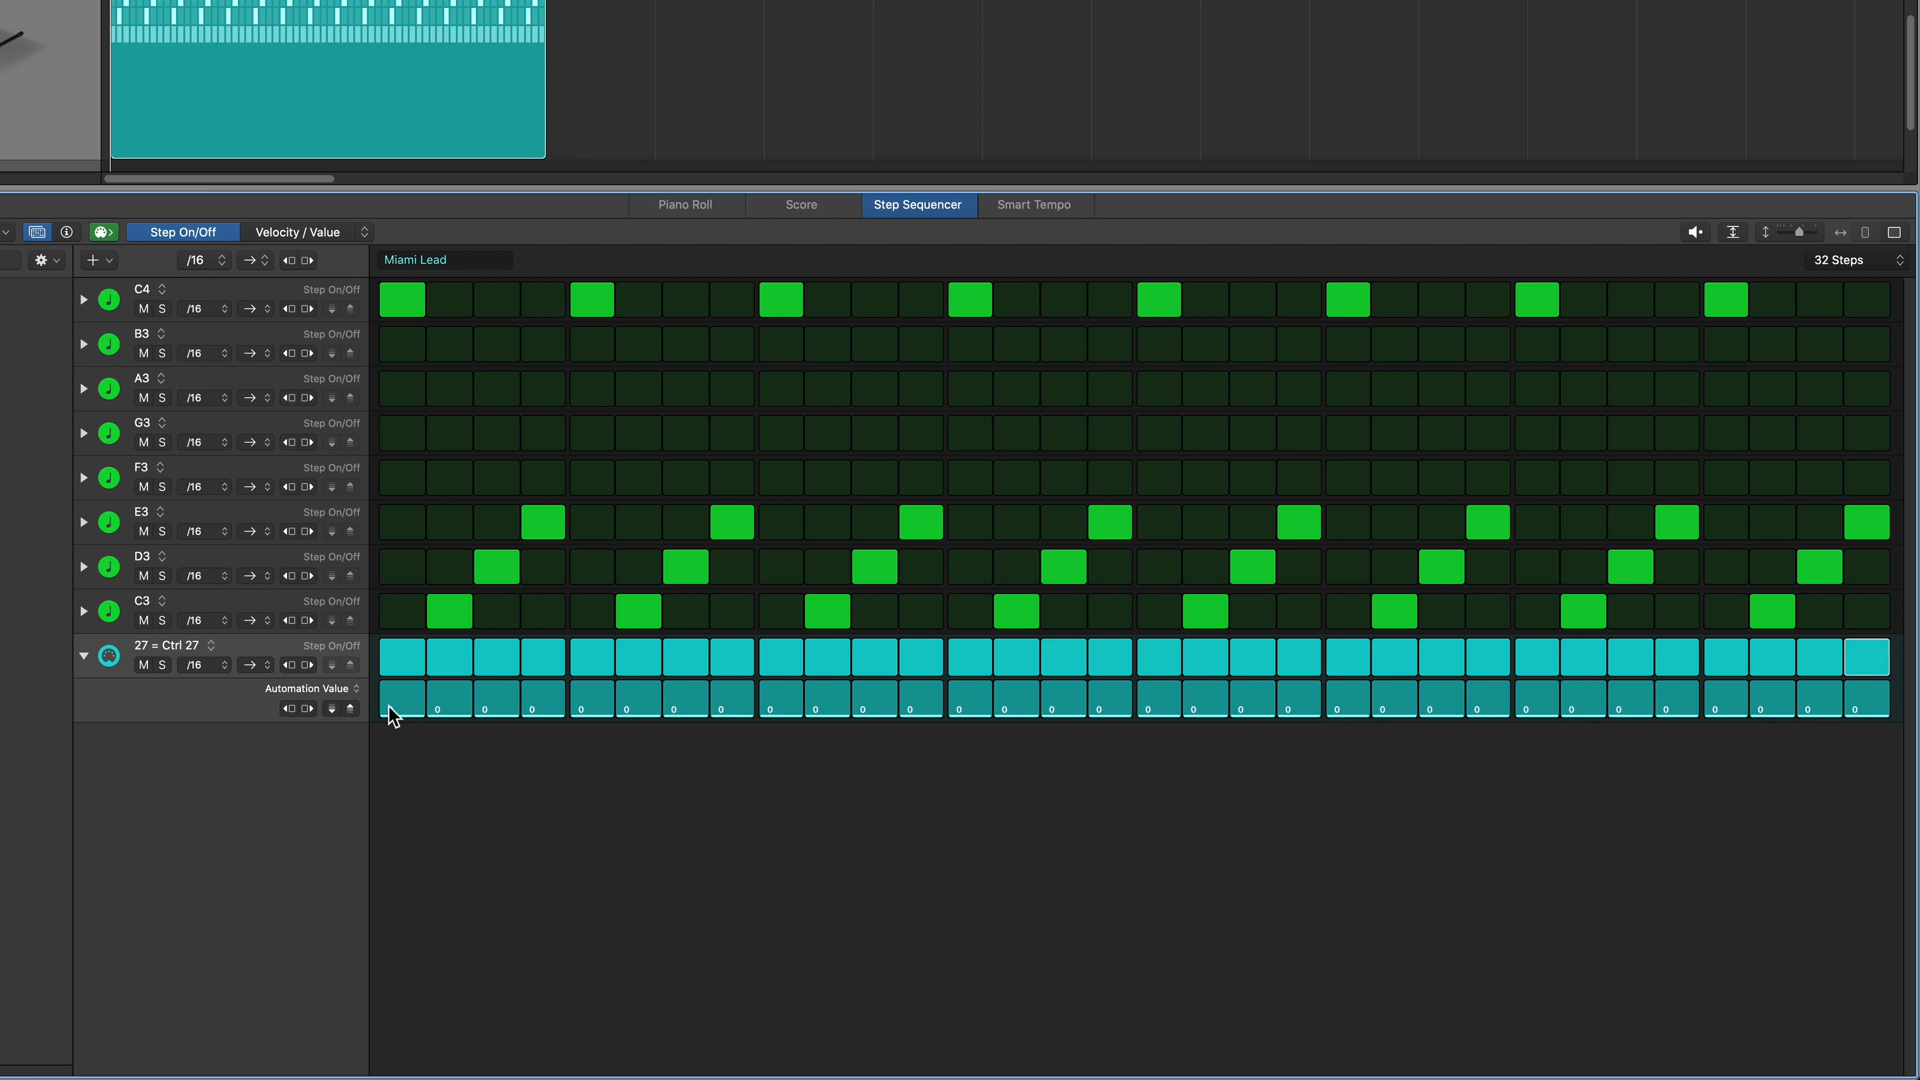 Piano Roll Score Step Sequencer Smart Tempo
Step On/Off Velocity / Value
/16 Miami Lead 32 Steps
C4 Step On/Off
M S /16
B3 Step On/Off
M S /16
A3 Step On/Off
M S /16
G3 Step On/Off
M S /16
F3 Step On/Off
M S /16
E3 Step On/Off
M S /16
D3 Step On/Off
M S /16
C3 Step On/Off
M S /16
27 = Ctrl 27 Step On/Off
M S /16
Automation Value
0 0 0 0 0 0 0 0 0 0 0 0 0 0 0 0 0 0 0 0 0 0 0 0 0 0 0 0 0 0 0